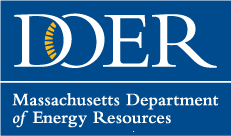 DOER
Massachusetts Department
of Energy Resources